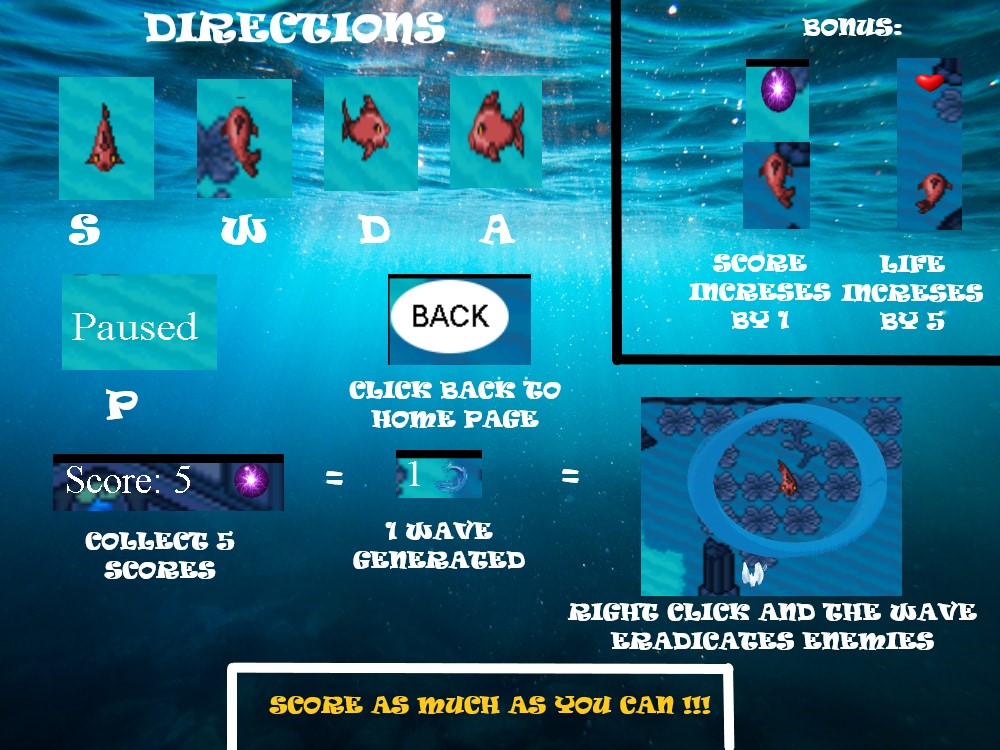 DIRECTIONS
BONUS:
S W D A
SCORE
INCRESES
BY 1
LIFE
INCRESES
BY 5
Paused
P
BACK
CLICK BACK TO
HOME PAGE
Score: 5
=
1
=
COLLECT 5
SCORES
1 WAVE
GENERATED
RIGHT CLICK AND THE WAVE
ERADICATES ENEMIES
SCORE AS MUCH AS YOU CAN !!!